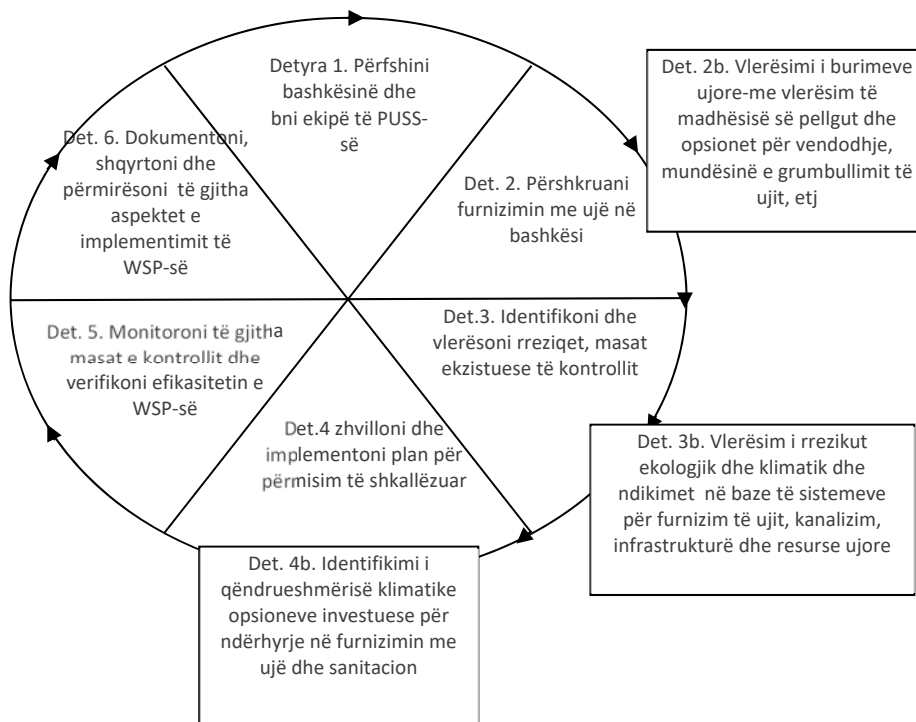 Detyra 1. Përfshini
bashkësinë dhe
bni ekipë të PUSS-
së
Det. 2. Përshkruani
furnizimin me ujë në
bashkësi
Det. 2b. Vlerësimi i burimeve
ujore-me vlerësim të
madhësisë së pellgut dhe
opsionet për vendodhje,
mundësinë e grumbullimit të
ujit, etj
Det.3. Identifikoni dhe
vlerësoni rreziqet, masat
ekzistuese të kontrollit
Det. 3b. Vlerësim i rrezikut
ekologjik dhe klimatik dhe
ndikimet në baze të sistemeve
për furnizim të ujit, kanalizim,
infrastrukturë dhe resurse ujore
Det.4 zhvilloni dhe
implementoni plan për
përmisim të shkallëzuar
Det. 4b. Identifikimi i
qëndrueshmërisë klimatike
opsioneve investuese për
ndërhyrje në furnizimin me
ujë dhe sanitacion
Det. 5. Monitoroni të gjitha
masat e kontrollit dhe
verifikoni efikasitetin e
WSP-së
Det. 6. Dokumentoni,
shqyrtoni dhe
përmirësoni të gjitha
aspektet e
implementimit të
WSP-së